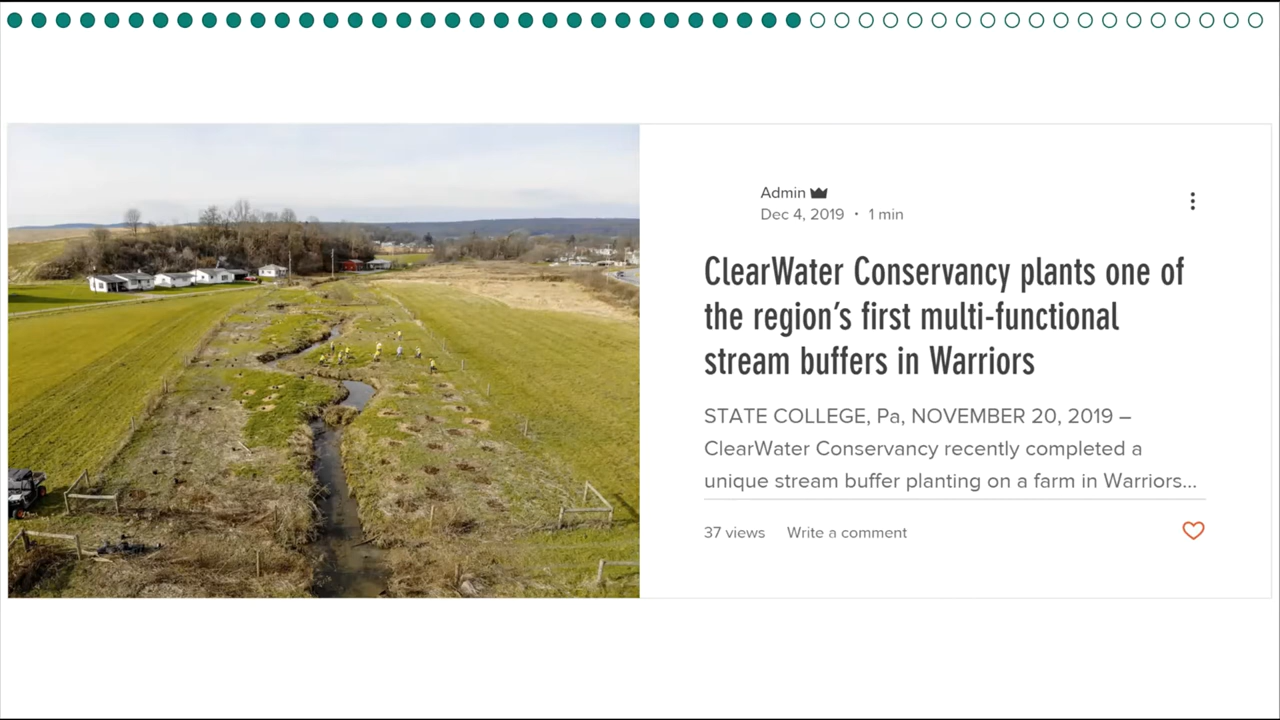 Admin
Dec 4, 2019 · 1 min
ClearWater Conservancy plants one of
the region’s first multi-functional
stream buffers in Warriors
STATE COLLEGE, Pa, NOVEMBER 20, 2019 –
ClearWater Conservancy recently completed a
unique stream buffer planting on a farm in Warriors...
37 views Write a comment